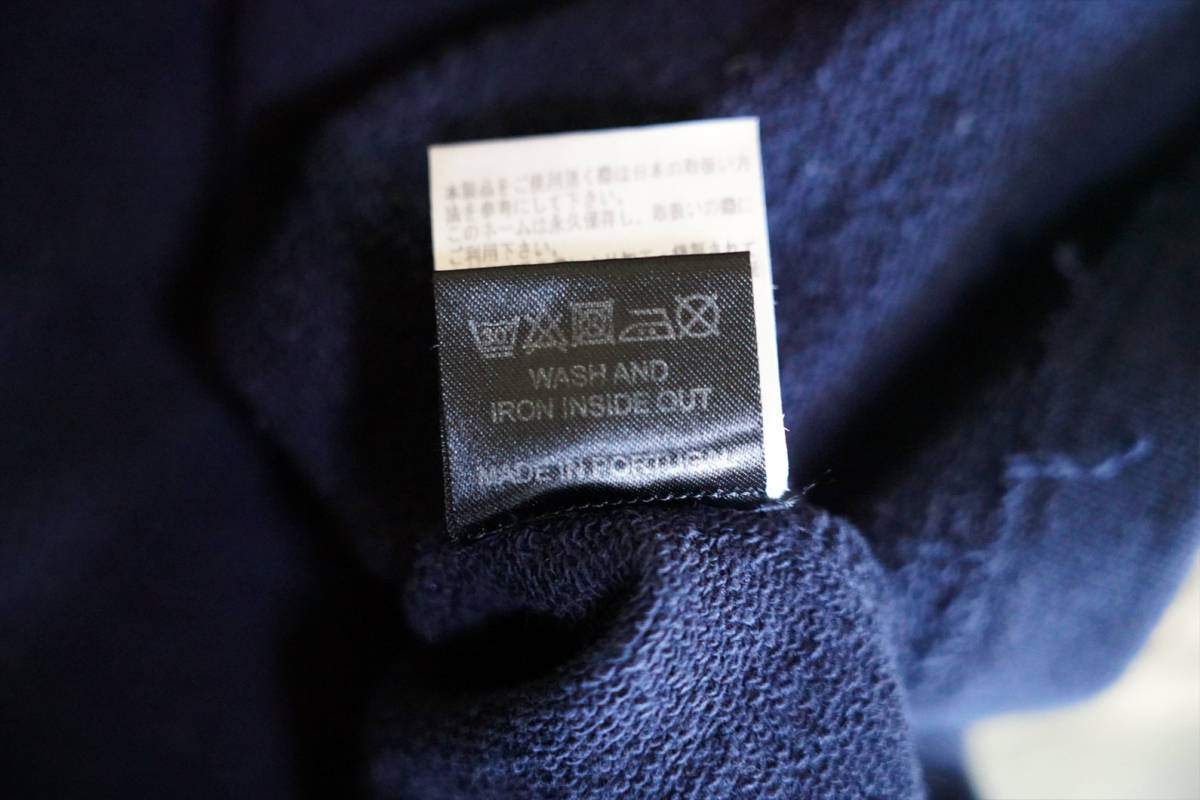 本製品をご使用頂く際は日本の取扱い方
法を参考にして下さい。
このネームは永久保存し、取扱いの際に
ご利用下さい。
WASH AND
IRON INSIDE OUT
MADE IN PORTUGAL